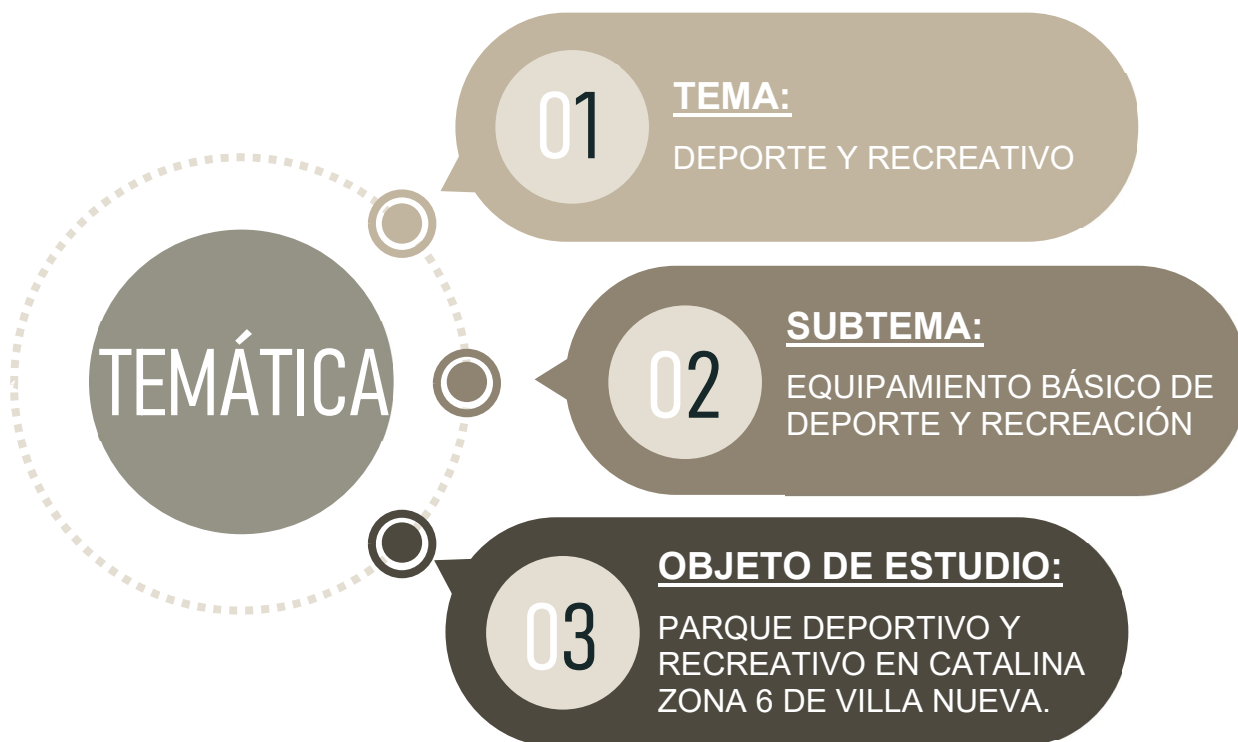 TEMÁTICA
01
TEMA:
DEPORTE Y RECREATIVO
02
SUBTEMA:
EQUIPAMIENTO BÁSICO DE
DEPORTE Y RECREACIÓN
03
OBJETO DE ESTUDIO:
PARQUE DEPORTIVO Y
RECREATIVO EN CATALINA
ZONA 6 DE VILLA NUEVA.